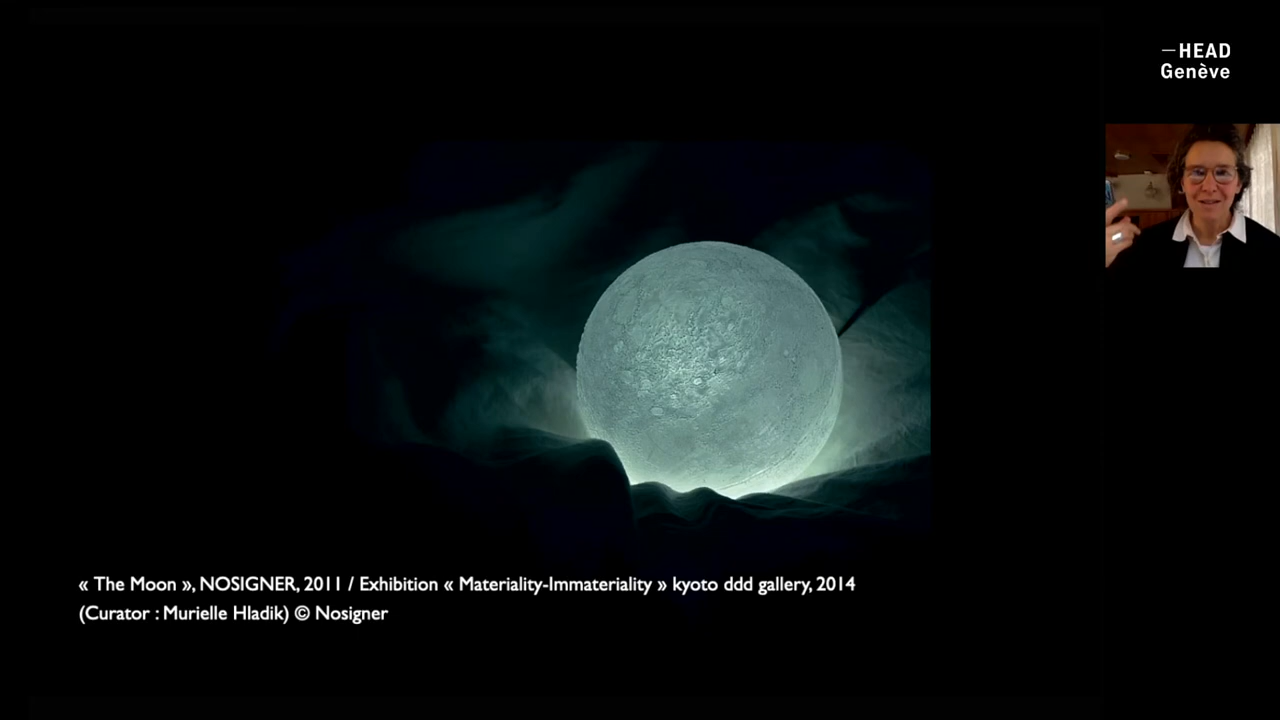 —HEAD
Genève
« The Moon », NOSIGNER, 2011 / Exhibition « Materiality-Immateriality » kyoto ddd gallery, 2014
(Curator : Murielle Hladik) © Nosigner